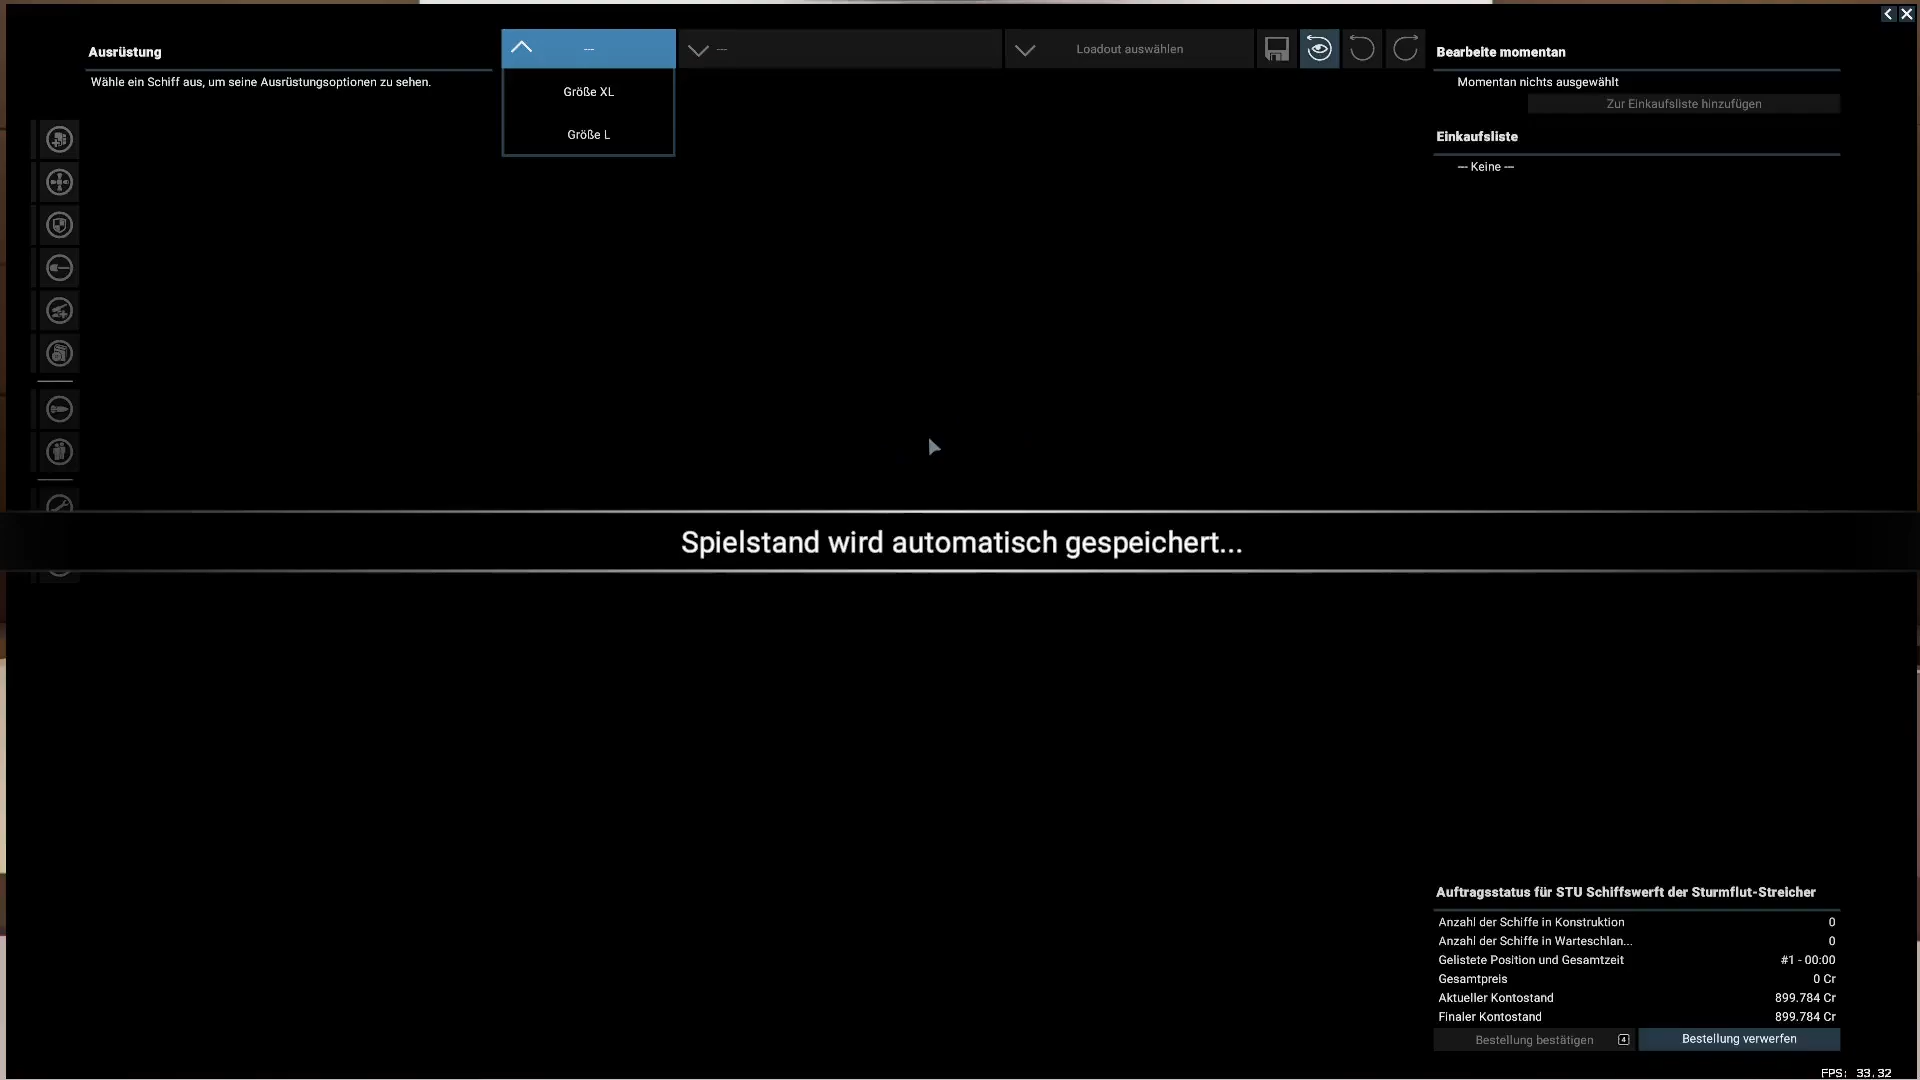 Ausrüstung
Wähle ein Schiff aus, um seine Ausrüstungsoptionen zu sehen.
---
---
Loadout auswählen
Größe XL
Größe L
Bearbeite momentan
Momentan nichts ausgewählt
Zur Einkaufsliste hinzufügen
Einkaufsliste
--- Keine ---
Spielstand wird automatisch gespeichert...
Auftragsstatus für STU Schiffswerft der Sturmflut-Streicher
Anzahl der Schiffe in Konstruktion 0
Anzahl der Schiffe in Warteschlan... 0
Gelistete Position und Gesamtzeit #1 - 00:00
Gesamtpreis 0 Cr
Aktueller Kontostand 899.784 Cr
Finaler Kontostand 899.784 Cr
Bestellung bestätigen 4 Bestellung verwerfen
FPS: 33.32